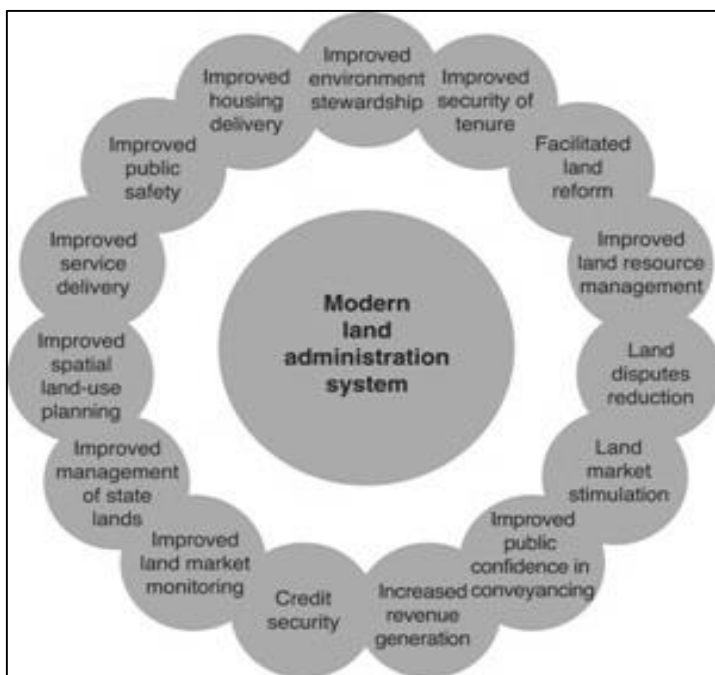 Improved
environment
stewardship
Improved
security of
tenure
Facilitated
land
reform
Improved
land resource
management
Land
disputes
reduction
Land
market
stimulation
Improved
public
confidence in
conveyancing
Increased
revenue
generation
Credit
security
Improved
land market
monitoring
Improved
management
of state
lands
Improved
spatial
land-use
planning
Improved
service
delivery
Improved
public
safety
Improved
housing
delivery
Modern
land
administration
system